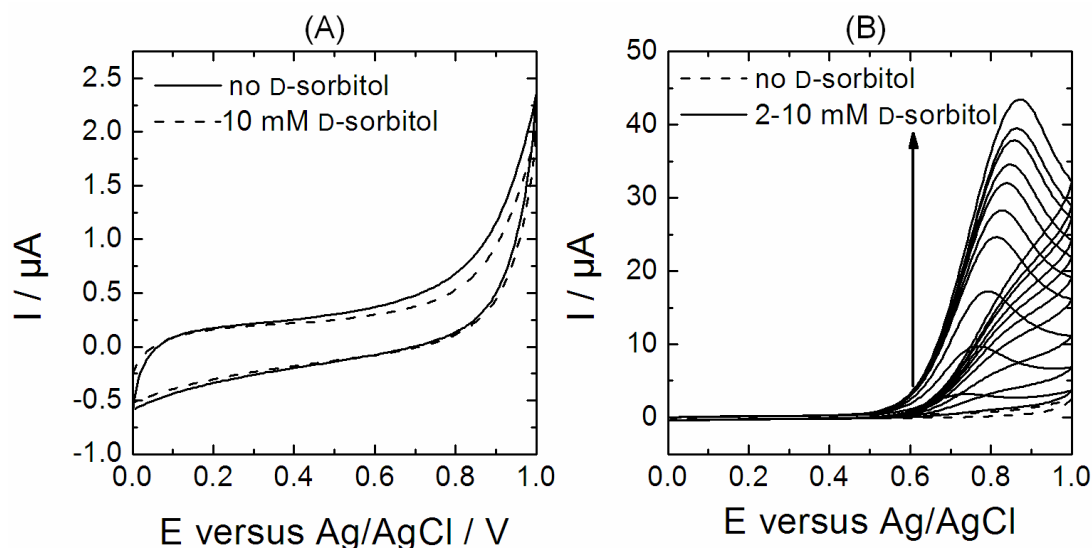 (A)
no D-sorbitol
10 mM D-sorbitol
2.5
2.0
1.5
1.0
0.5
0.0
-0.5
-1.0
I / µA
0.0 0.2 0.4 0.6 0.8 1.0
E versus Ag/AgCl / V
(B)
no D-sorbitol
2-10 mM D-sorbitol
50
40
30
20
10
0
I / µA
0.0 0.2 0.4 0.6 0.8 1.0
E versus Ag/AgCl